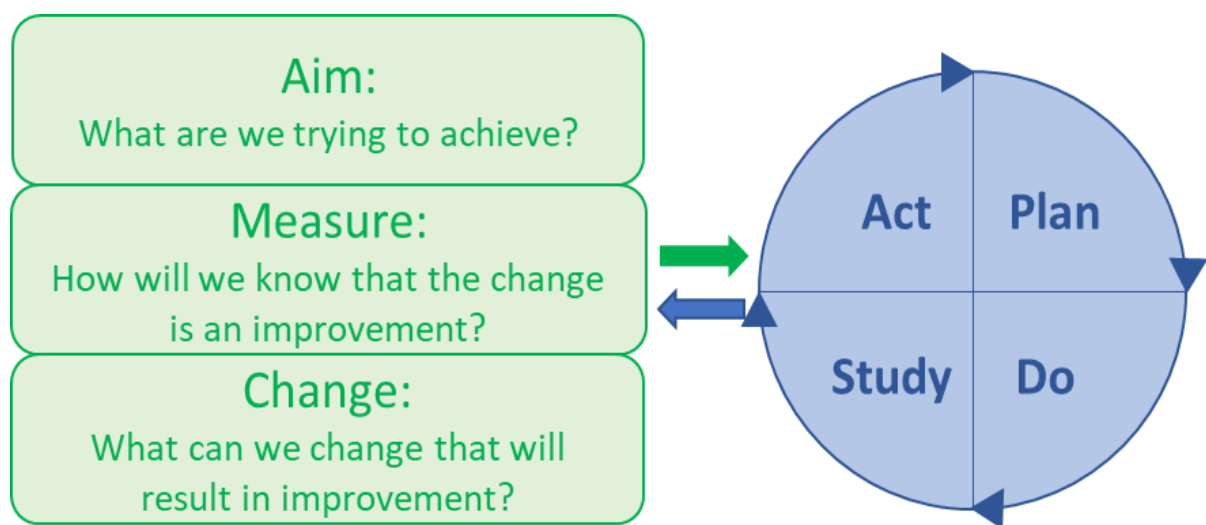 Aim:
What are we trying to achieve?
Measure:
How will we know that the change
is an improvement?
Change:
What can we change that will
result in improvement?
Act
Plan
Study
Do